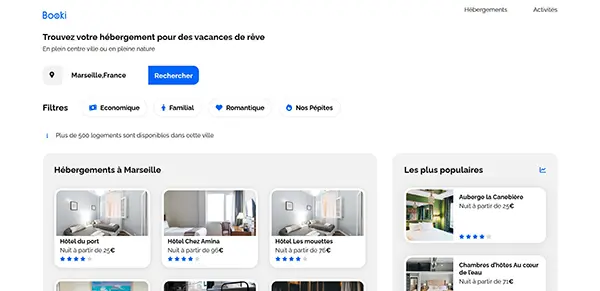 Booki
Hébergements
Activités
Trouvez votre hébergement pour des vacances de rêve
En plein centre ville ou en pleine nature
Marseille,France
Rechercher
Filtres
Economique
Familial
Romantique
Nos Pépites
Plus de 500 logements sont disponibles dans cette ville
Hébergements à Marseille
Hôtel du port
Nuit à partir de 25€
Hôtel Chez Amina
Nuit à partir de 96€
Hôtel Les mouettes
Nuit à partir de 76€
Les plus populaires
Auberge la Canebière
Nuit à partir de 25€
Chambres d'hôtes Au cœur
de l'eau
Nuit à partir de 71€